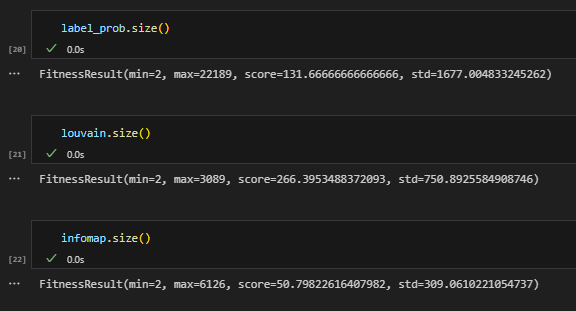 label_prob.size()
[20]
0.0s
FitnessResult(min=2, max=22189, score=131.66666666666666, std=1677.004833245262)
louvain.size()
[21]
0.0s
FitnessResult(min=2, max=3089, score=266.3953488372093, std=750.8925584908746)
infomap.size()
[22]
0.0s
FitnessResult(min=2, max=6126, score=50.79822616407982, std=309.0610221054737)